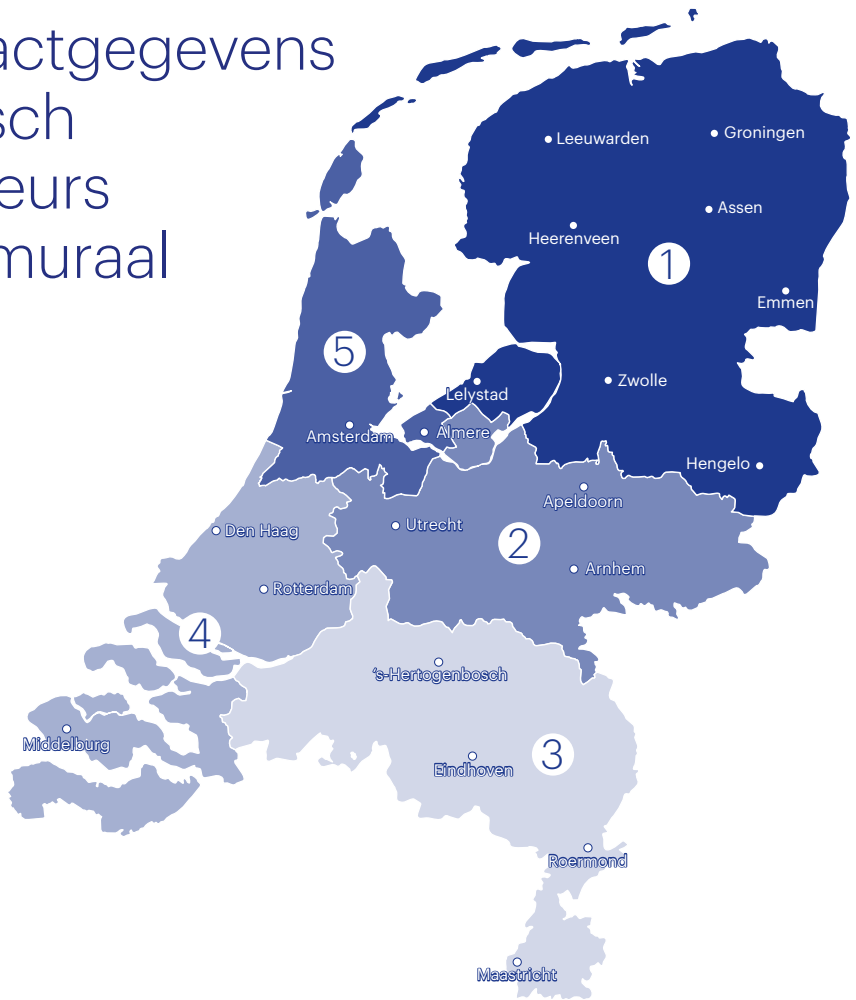 actgegevens
sch
eurs
muraal
Leeuwarden
Groningen
Assen
Heerenveen
1
Emmen
5
Zwolle
Lelystad
Amsterdam
Almere
Hengelo
Apeldoorn
Den Haag
Utrecht
2
Arnhem
Rotterdam
4
's-Hertogenbosch
Middelburg
3
Eindhoven
Roermond
Maastricht